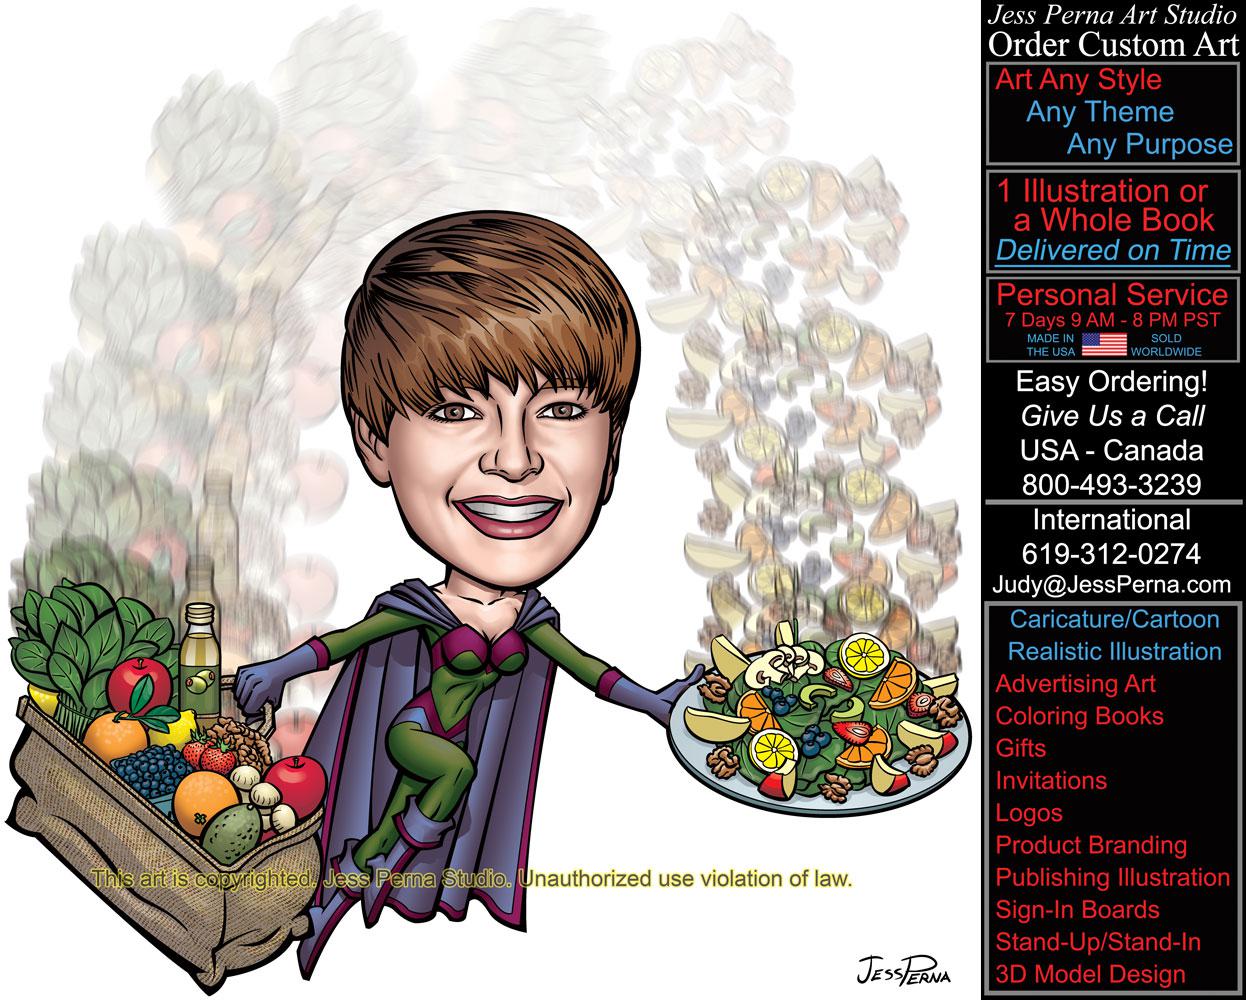 Jess Perna Art Studio
Order Custom Art
Art Any Style
Any Theme
Any Purpose
1 Illustration or
a Whole Book
Delivered on Time
Personal Service
7 Days 9 AM - 8 PM PST
MADE IN SOLD
THE USA WORLDWIDE
Easy Ordering!
Give Us a Call
USA - Canada
800-493-3239
International
619-312-0274
Judy@JessPerna.com
Caricature/Cartoon
Realistic Illustration
Advertising Art
Coloring Books
Gifts
Invitations
Logos
Product Branding
Publishing Illustration
Sign-In Boards
Stand-Up/Stand-In
3D Model Design
This art is copyrighted. Jess Perna Studio. Unauthorized use violation of law.
JESS PERNA